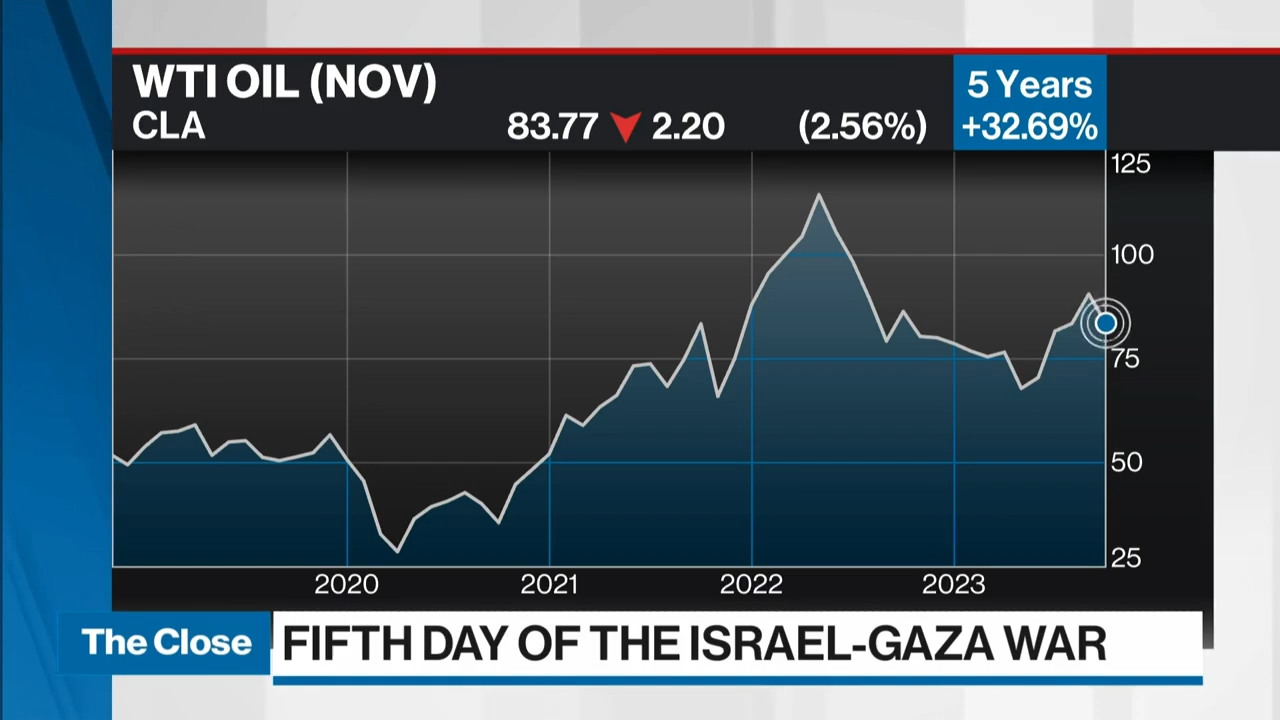 WTI OIL (NOV)
5 Years
CLA 83.77 2.20 (2.56%) +32.69%
125
100
75
50
25
2020 2021 2022 2023
The Close FIFTH DAY OF THE ISRAEL-GAZA WAR